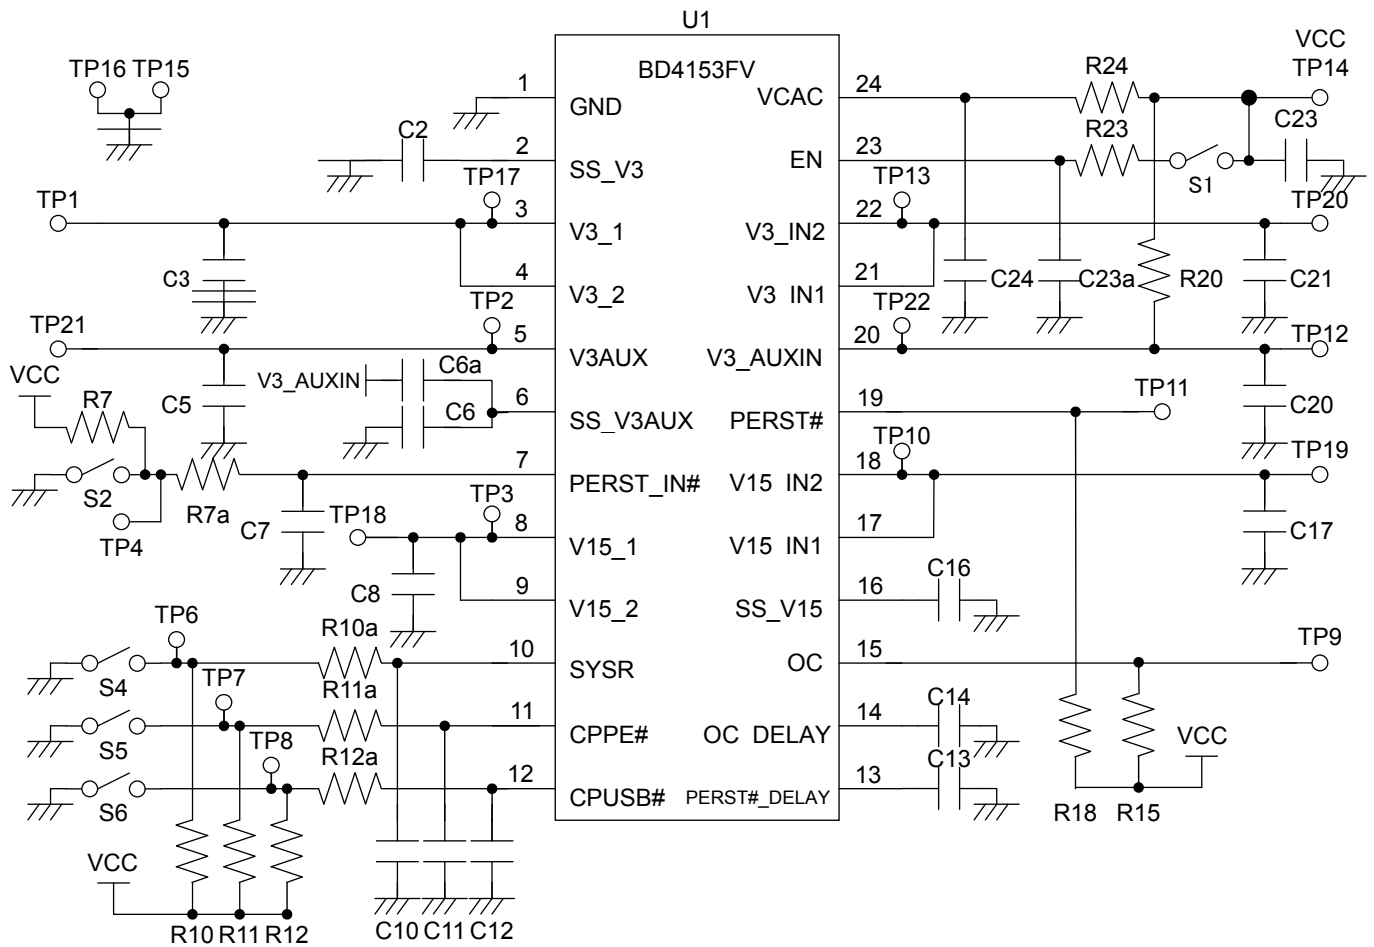 U1
BD4153FV
VCC
TP14
TP16 TP15
1
GND
24
VCAC
R24
C23
C2
2
SS_V3
23
EN
R23
S1
TP17
TP13
TP20
TP1
3
V3_1
22
V3_IN2
C3
4
V3_2
21
V3 IN1
C24
C23a
R20
C21
TP21
TP2
5
V3AUX
TP22
20
V3_AUXIN
TP12
VCC
R7
C5
V3_AUXIN
C6a
C6
6
SS_V3AUX
19
PERST#
TP11
C20
S2
R7a
7
PERST_IN#
TP10
18
V15 IN2
TP19
TP4
C7
TP18
TP3
8
V15_1
17
V15 IN1
C17
C8
9
V15_2
16
SS_V15
C16
TP6
S4
R10a
10
SYSR
15
OC
TP9
TP7
S5
R11a
11
CPPE#
14
OC DELAY
C14
TP8
S6
R12a
12
CPUSB#
13
PERST#_DELAY
C13
VCC
R18 R15
VCC
R10 R11 R12
C10 C11 C12